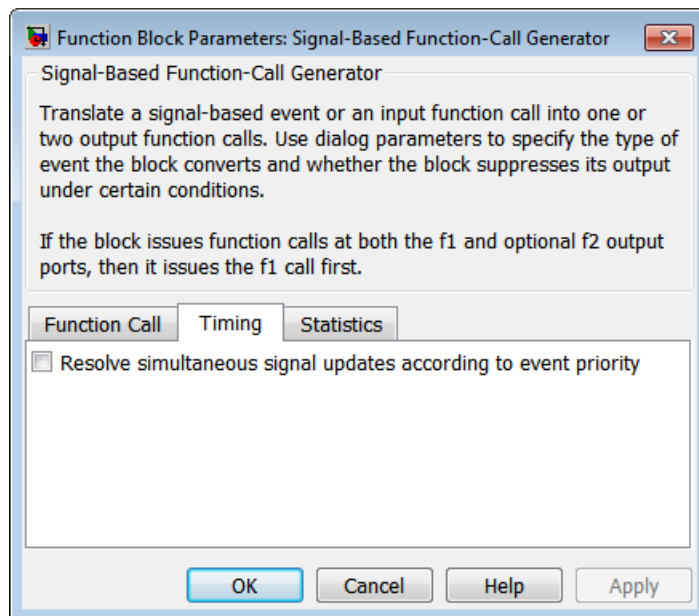 Function Block Parameters: Signal-Based Function-Call Generator
Signal-Based Function-Call Generator
Translate a signal-based event or an input function call into one or
two output function calls. Use dialog parameters to specify the type of
event the block converts and whether the block suppresses its output
under certain conditions.
If the block issues function calls at both the f1 and optional f2 output
ports, then it issues the f1 call first.
Function Call Timing Statistics
Resolve simultaneous signal updates according to event priority
OK Cancel Help Apply